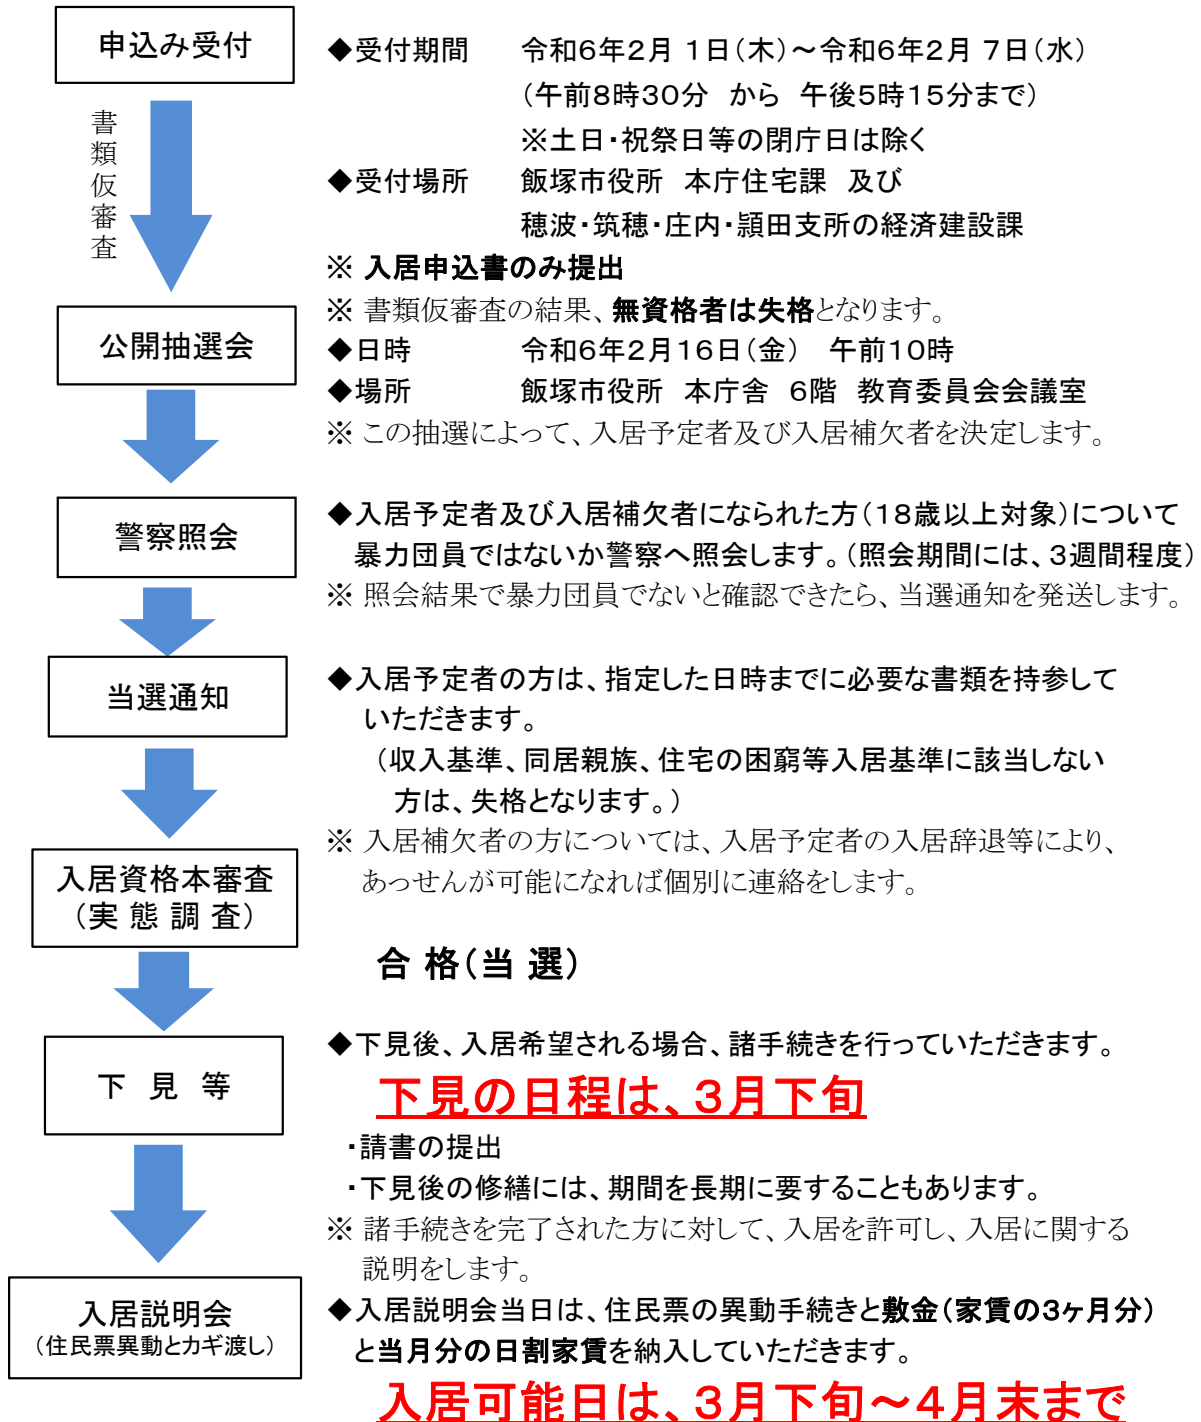 申込み受付
◆受付期間　令和6年2月 1日(木)～令和6年2月 7日(水)
(午前8時30分　から　午後5時15分まで)
※土日・祝祭日等の閉庁日は除く
書類仮審査
◆受付場所　飯塚市役所　本庁住宅課　及び
穂波・筑穂・庄内・頴田支所の経済建設課
※ 入居申込書のみ提出
※ 書類仮審査の結果、無資格者は失格となります。
公開抽選会
◆日時　令和6年2月16日(金)　午前10時
◆場所　飯塚市役所　本庁舎　6階　教育委員会会議室
※ この抽選によって、入居予定者及び入居補欠者を決定します。
警察照会
◆入居予定者及び入居補欠者になられた方(18歳以上対象)について
暴力団員ではないか警察へ照会します。(照会期間には、3週間程度)
※ 照会結果で暴力団員でないと確認できたら、当選通知を発送します。
当選通知
◆入居予定者の方は、指定した日時までに必要な書類を持参して
いただきます。
(収入基準、同居親族、住宅の困窮等入居基準に該当しない
方は、失格となります。)
※ 入居補欠者の方については、入居予定者の入居辞退等により、
あっせんが可能になれば個別に連絡をします。
入居資格本審査
(実 態 調 査)
合 格(当 選)
下　見　等
◆下見後、入居希望される場合、諸手続きを行っていただきます。
下見の日程は、3月下旬
・請書の提出
・下見後の修繕には、期間を長期に要することもあります。
※ 諸手続きを完了された方に対して、入居を許可し、入居に関する
説明をします。
入居説明会
(住民票異動とカギ渡し)
◆入居説明会当日は、住民票の異動手続きと敷金(家賃の3ヶ月分)
と当月分の日割家賃を納入していただきます。
入居可能日は、3月下旬～4月末まで